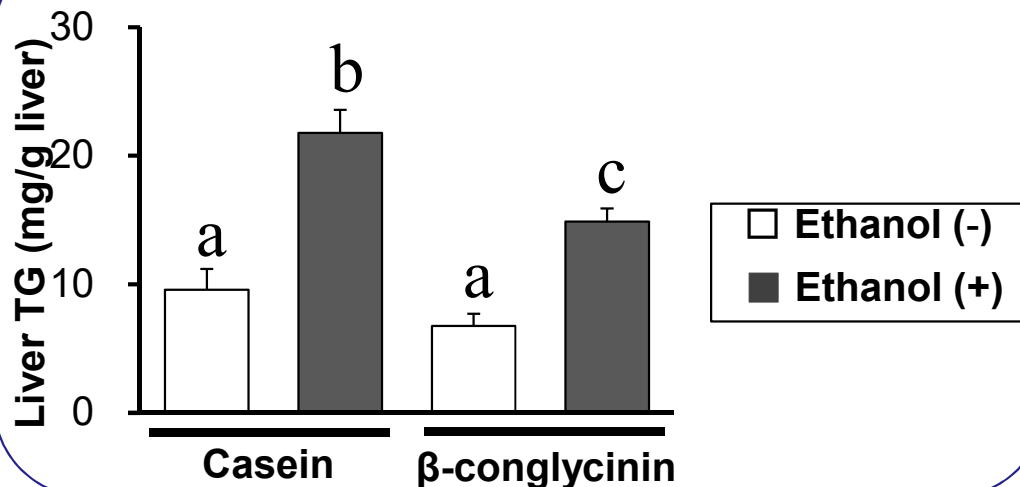 Liver TG (mg/g liver)
30
20
10
0
a
b
a
c
Casein
β-conglycinin
Ethanol (-)
Ethanol (+)